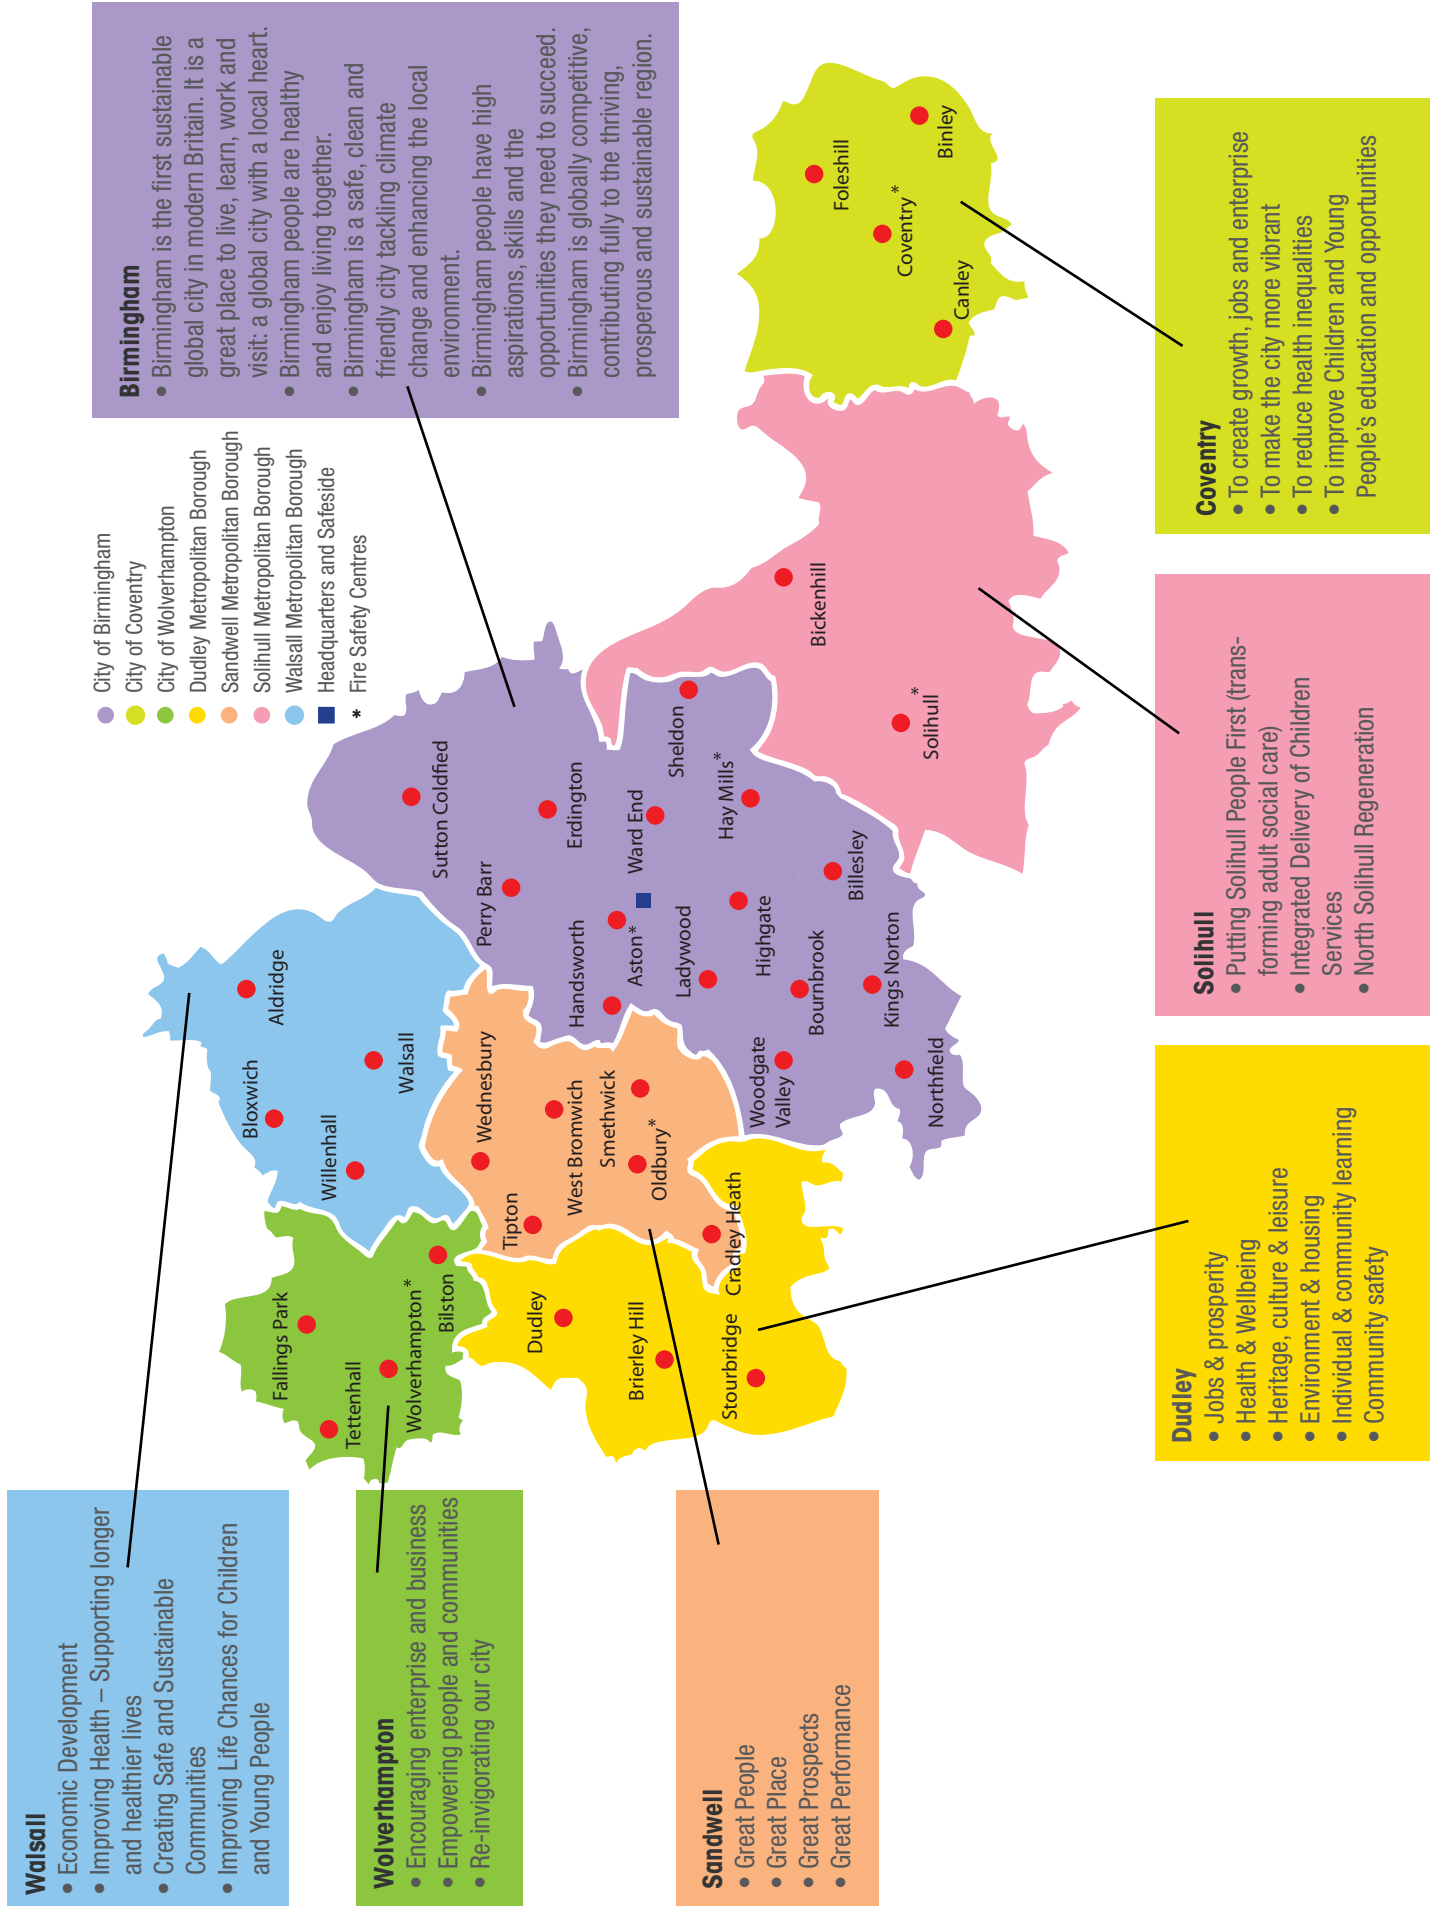 Walsall
• Economic Development
• Improving Health – Supporting longer
and healthier lives
• Creating Safe and Sustainable
Communities
• Improving Life Chances for Children
and Young People
Wolverhampton
• Encouraging enterprise and business
• Empowering people and communities
• Re-invigorating our city
Sandwell
• Great People
• Great Place
• Great Prospects
• Great Performance
Dudley
• Jobs & prosperity
• Health & Wellbeing
• Heritage, culture & leisure
• Environment & housing
• Individual & community learning
• Community safety
Solihull
• Putting Solihull People First (trans-
forming adult social care)
• Integrated Delivery of Children
Services
• North Solihull Regeneration
Coventry
• To create growth, jobs and enterprise
• To make the city more vibrant
• To reduce health inequalities
• To improve Children and Young
People's education and opportunities
Birmingham
• Birmingham is the first sustainable
global city in modern Britain. It is a
great place to live, learn, work and
visit: a global city with a local heart.
• Birmingham people are healthy
and enjoy living together.
• Birmingham is a safe, clean and
friendly city tackling climate
change and enhancing the local
environment.
• Birmingham people have high
aspirations, skills and the
opportunities they need to succeed.
• Birmingham is globally competitive,
contributing fully to the thriving,
prosperous and sustainable region.
City of Birmingham
City of Coventry
City of Wolverhampton
Dudley Metropolitan Borough
Sandwell Metropolitan Borough
Solihull Metropolitan Borough
Walsall Metropolitan Borough
Headquarters and Safeside
* Fire Safety Centres
Fallings Park
Tettenhall
Wolverhampton*
Bilston
Bloxwich
Aldridge
Willenhall
Walsall
Wednesbury
Tipton
West Bromwich
Smethwick
Oldbury*
Cradley Heath
Dudley
Brierley Hill
Stourbridge
Sutton Coldfied
Perry Barr
Erdington
Handsworth
Aston*
Ward End
Sheldon
Ladywood
Hay Mills*
Highgate
Woodgate
Valley
Bournbrook
Billesley
Kings Norton
Northfield
Bickenhill
Solihull*
Foleshill
Coventry*
Binley
Canley